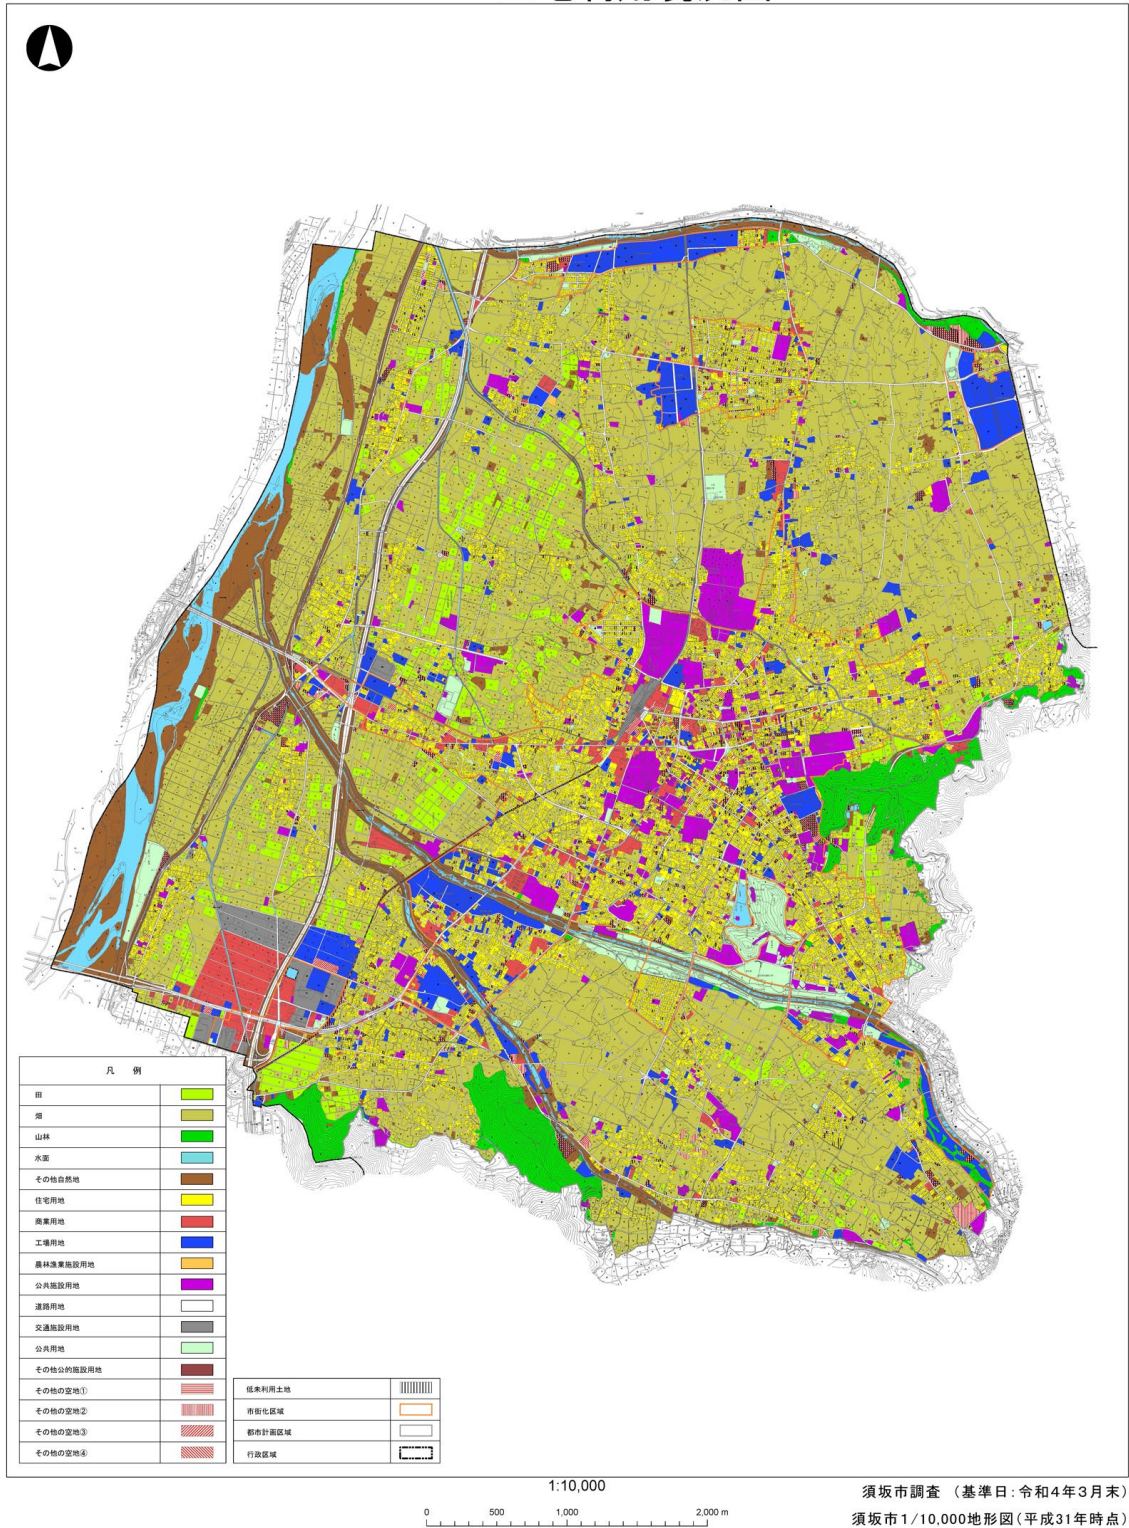 凡 例
田
畑
山林
水面
その他自然地
住宅用地
商業用地
工場用地
農林漁業施設用地
公共施設用地
道路用地
交通施設用地
公共用地
その他公的施設用地
その他の空地①
その他の空地②
その他の空地③
その他の空地④
低未利用土地
市街化区域
都市計画区域
行政区域
1:10,000
0 500 1,000 2,000 m
須坂市調査 （基準日:令和4年3月末）
須坂市1/10,000地形図(平成31年時点)